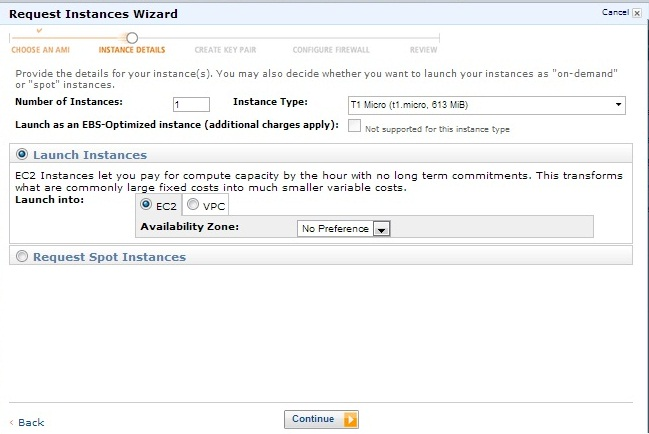 Request Instances Wizard
Cancel
CHOOSE AN AMI INSTANCE DETAILS CREATE KEY PAIR CONFIGURE FIREWALL REVIEW
Provide the details for your instance(s). You may also decide whether you want to launch your instances as "on-demand"
or "spot" instances.
Number of Instances: 1 Instance Type: T1 Micro (t1.micro, 613 MiB)
Launch as an EBS-Optimized instance (additional charges apply): Not supported for this instance type
Launch Instances
EC2 Instances let you pay for compute capacity by the hour with no long term commitments. This transforms
what are commonly large fixed costs into much smaller variable costs.
Launch into: EC2 VPC
Availability Zone: No Preference
Request Spot Instances
< Back Continue